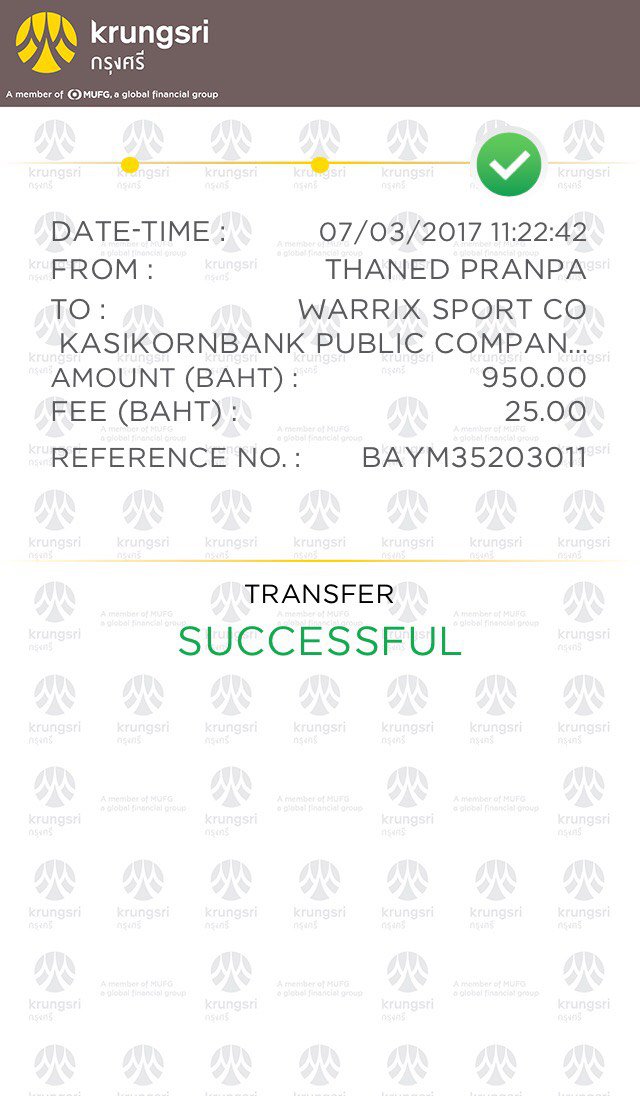 krungsri
กรุงศรี
A member of MUFG, a global financial group
DATE-TIME : 07/03/2017 11:22:42
FROM : THANED PRANPA
TO : WARRIX SPORT CO
KASIKORNBANK PUBLIC COMPAN...
AMOUNT (BAHT) : 950.00
FEE (BAHT) : 25.00
REFERENCE NO. : BAYM35203011
TRANSFER
SUCCESSFUL